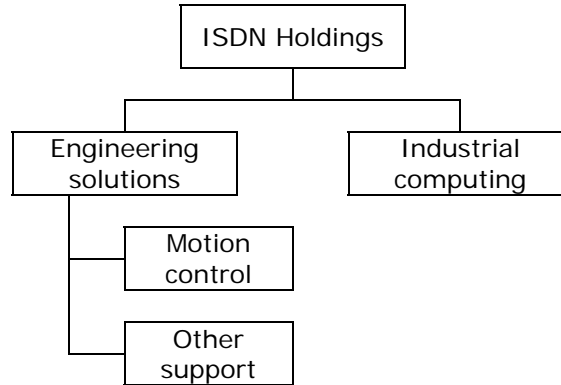 ISDN Holdings
Engineering
solutions
Industrial
computing
Motion
control
Other
support